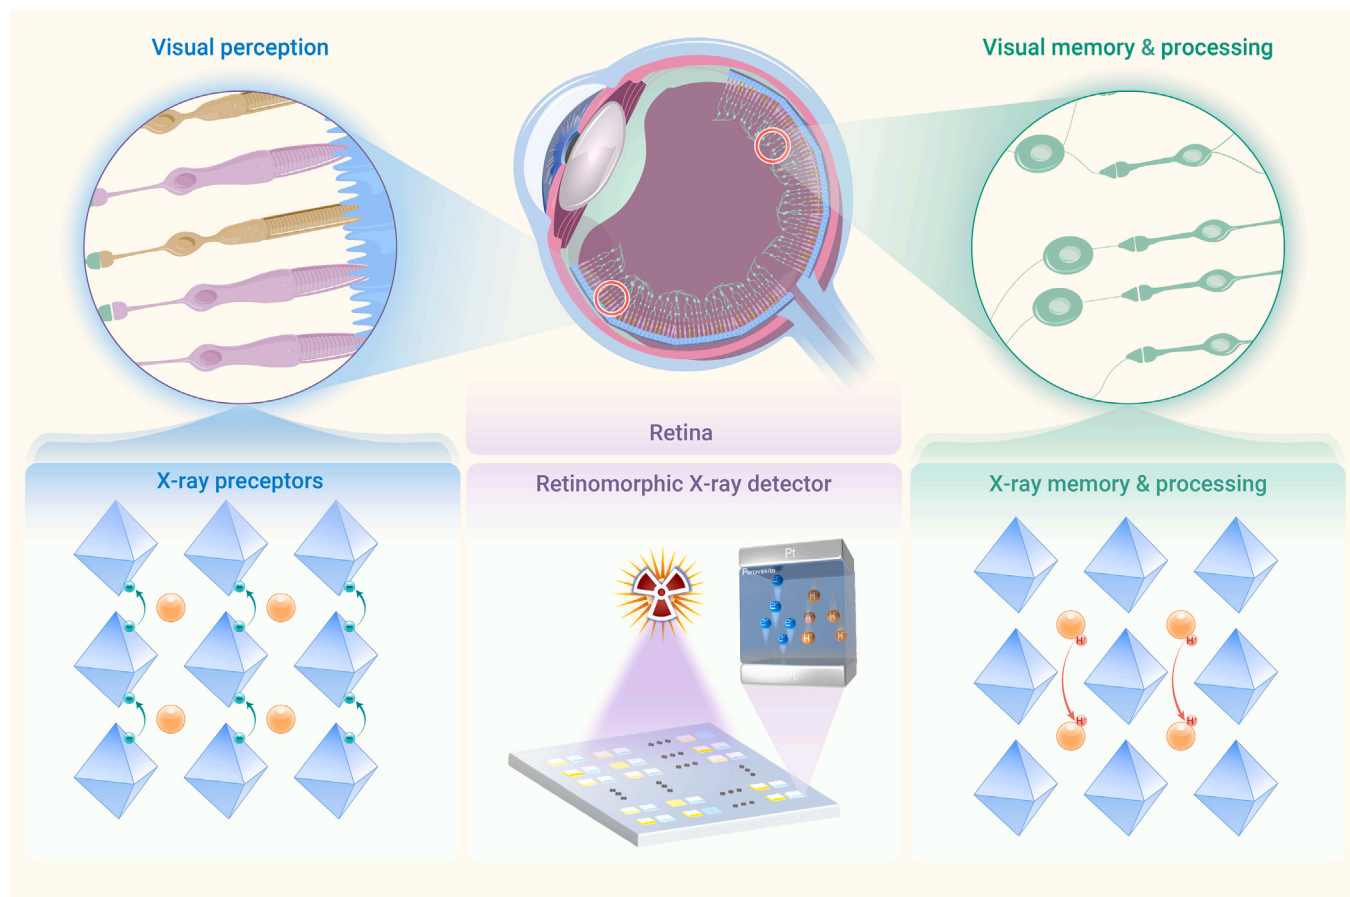 Visual perception
Visual memory & processing
Retina
X-ray preceptors
Retinomorphic X-ray detector
X-ray memory & processing
Pt
Perovskite
e⁻
H⁺
e⁻
H⁺
H⁺
e⁻
e⁻
e⁻
H⁺
H⁺
H⁺
H⁺
H⁺
H⁺